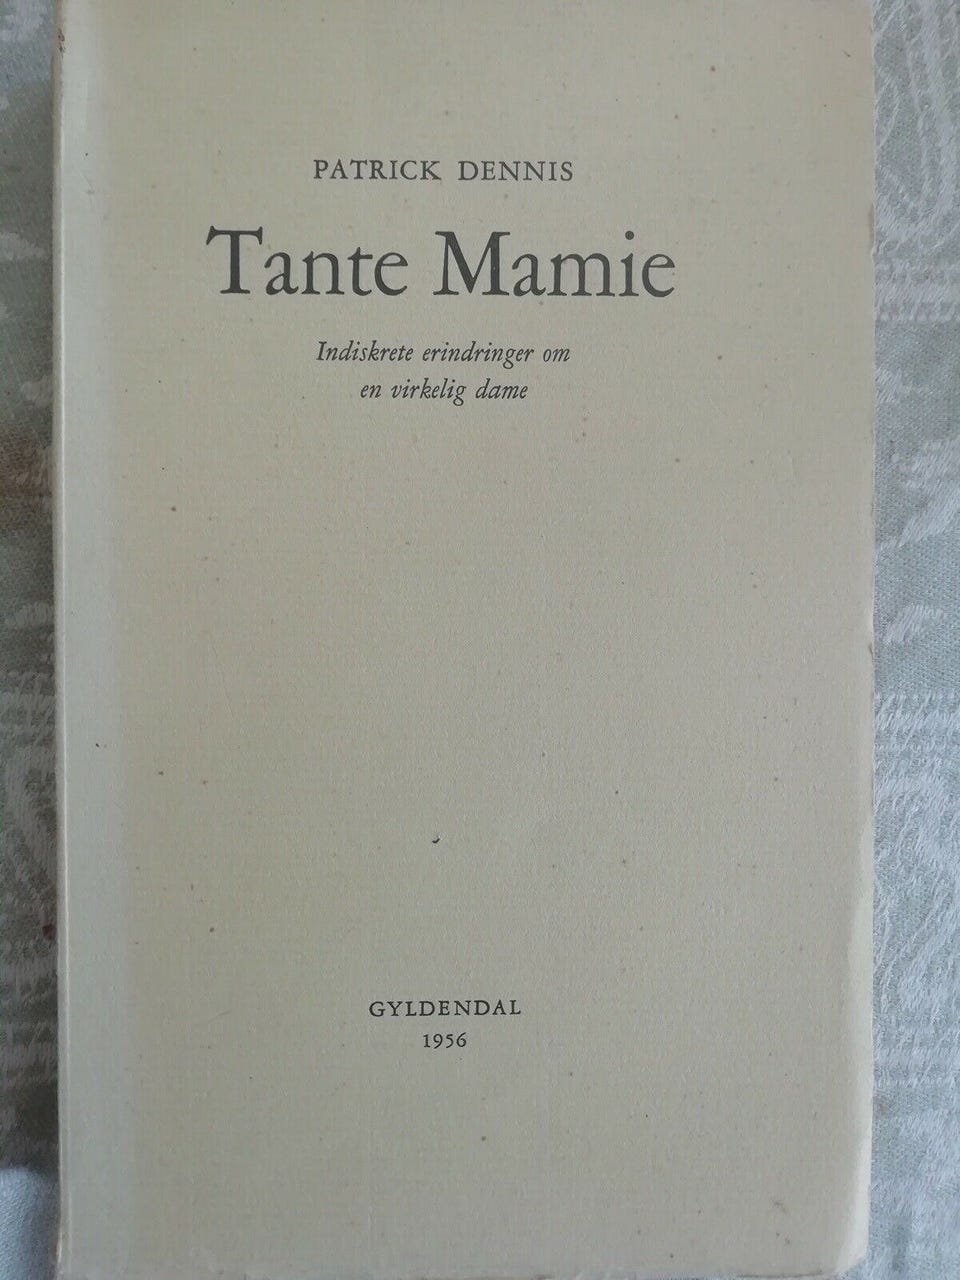 PATRICK DENNIS
Tante Mamie
Indiskrete erindringer om
en virkelig dame
GYLDENDAL
1956